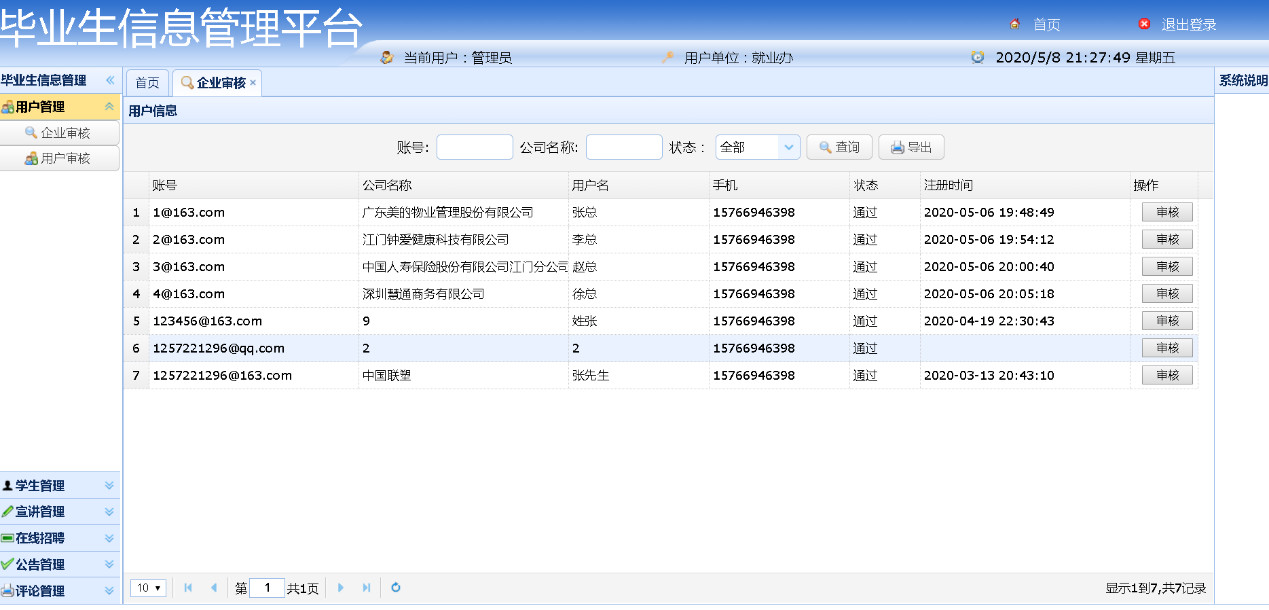 毕业生信息管理平台
首页 退出登录
当前用户：管理员 用户单位：就业办 2020/5/8 21:27:49 星期五
毕业生信息管理 首页 企业审核 系统说明
用户管理 用户信息
企业审核
用户审核
账号: 公司名称: 状态： 全部 查询 导出
账号 公司名称 用户名 手机 状态 注册时间 操作
1 1@163.com 广东美的物业管理股份有限公司 张总 15766946398 通过 2020-05-06 19:48:49 审核
2 2@163.com 江门钟爱健康科技有限公司 李总 15766946398 通过 2020-05-06 19:54:12 审核
3 3@163.com 中国人寿保险股份有限公司江门分公司 赵总 15766946398 通过 2020-05-06 20:00:40 审核
4 4@163.com 深圳慧通商务有限公司 徐总 15766946398 通过 2020-05-06 20:05:18 审核
5 123456@163.com 9 姓张 15766946398 通过 2020-04-19 22:30:43 审核
6 1257221296@qq.com 2 2 15766946398 通过 审核
7 1257221296@163.com 中国联塑 张先生 15766946398 通过 2020-03-13 20:43:10 审核
学生管理
宣讲管理
在线招聘
公告管理
评论管理
10 第 1 共1页 显示1到7,共7记录